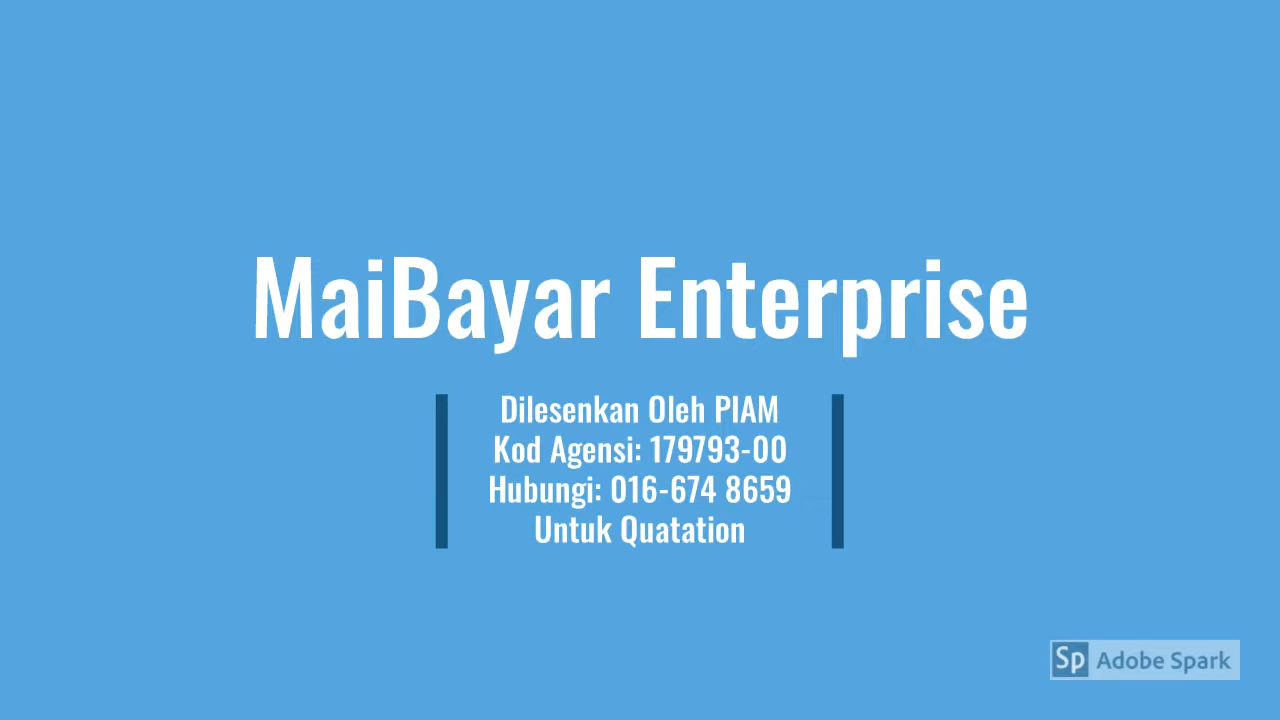 MaiBayar Enterprise
Dilesenkan Oleh PIAM
Kod Agensi: 179793-00
Hubungi: 016-674 8659
Untuk Quatation
Sp Adobe Spark